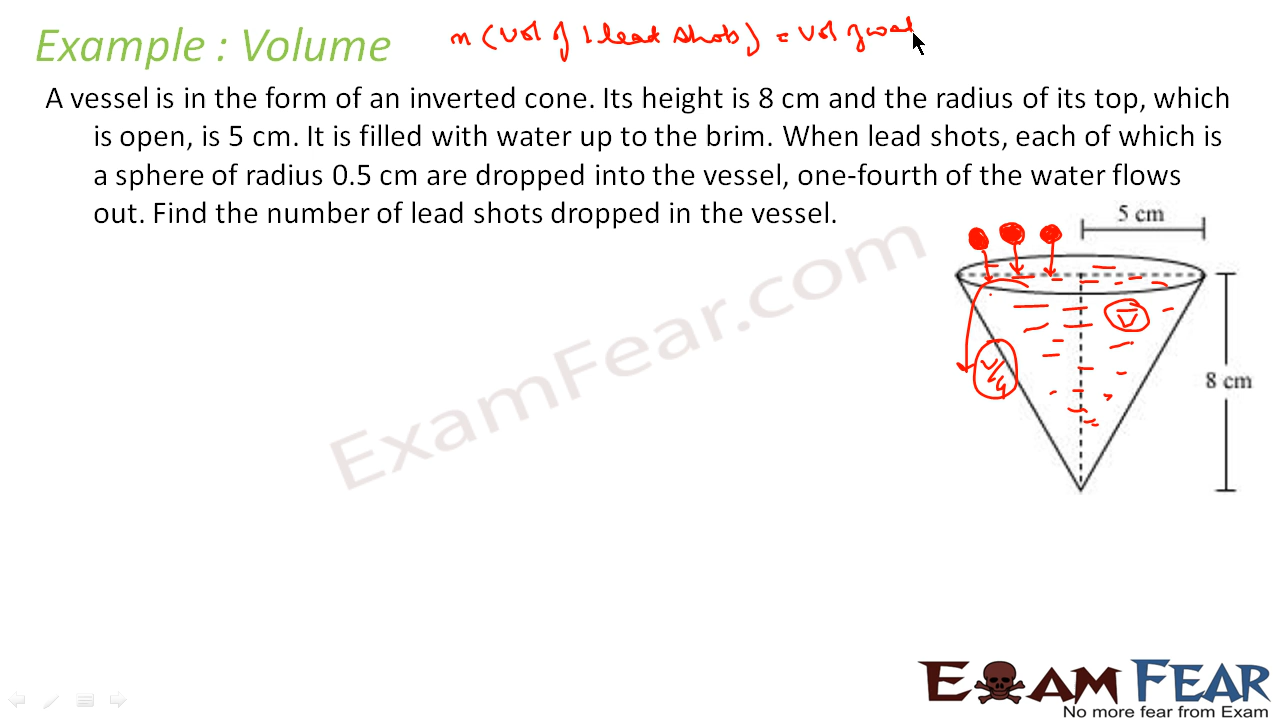 Example : Volume
n (Vol of 1 lead shot) = Vol of wat
A vessel is in the form of an inverted cone. Its height is 8 cm and the radius of its top, which
is open, is 5 cm. It is filled with water up to the brim. When lead shots, each of which is
a sphere of radius 0.5 cm are dropped into the vessel, one-fourth of the water flows
out. Find the number of lead shots dropped in the vessel.
5 cm
V
V/4
8 cm
ExamFear.com
EXAM FEAR
No more fear from Exam